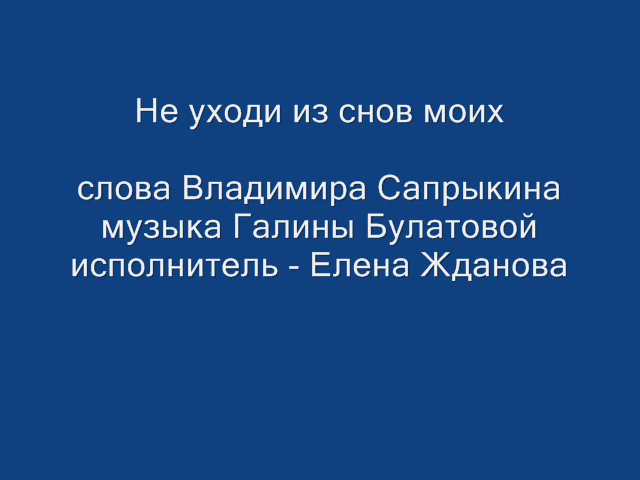 Не уходи из снов моих
слова Владимира Сапрыкина
музыка Галины Булатовой
исполнитель - Елена Жданова